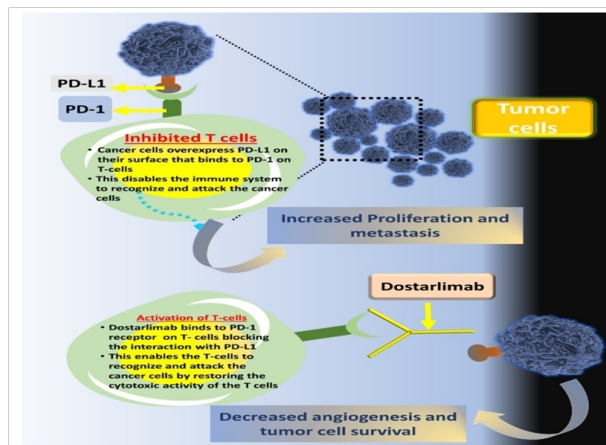 PD-L1
PD-1
Inhibited T cells
• Cancer cells overexpress PD-L1 on
their surface that binds to PD-1 on
T-cells
• This disables the immune system
to recognize and attack the cancer
cells
Tumor
cells
Increased Proliferation and
metastasis
Dostarlimab
Activation of T-cells
• Dostarlimab binds to PD-1
receptor on T- cells blocking
the interaction with PD-L1
• This enables the T-cells to
recognize and attack the
cancer cells by restoring the
cytotoxic activity of the T cells
Decreased angiogenesis and
tumor cell survival